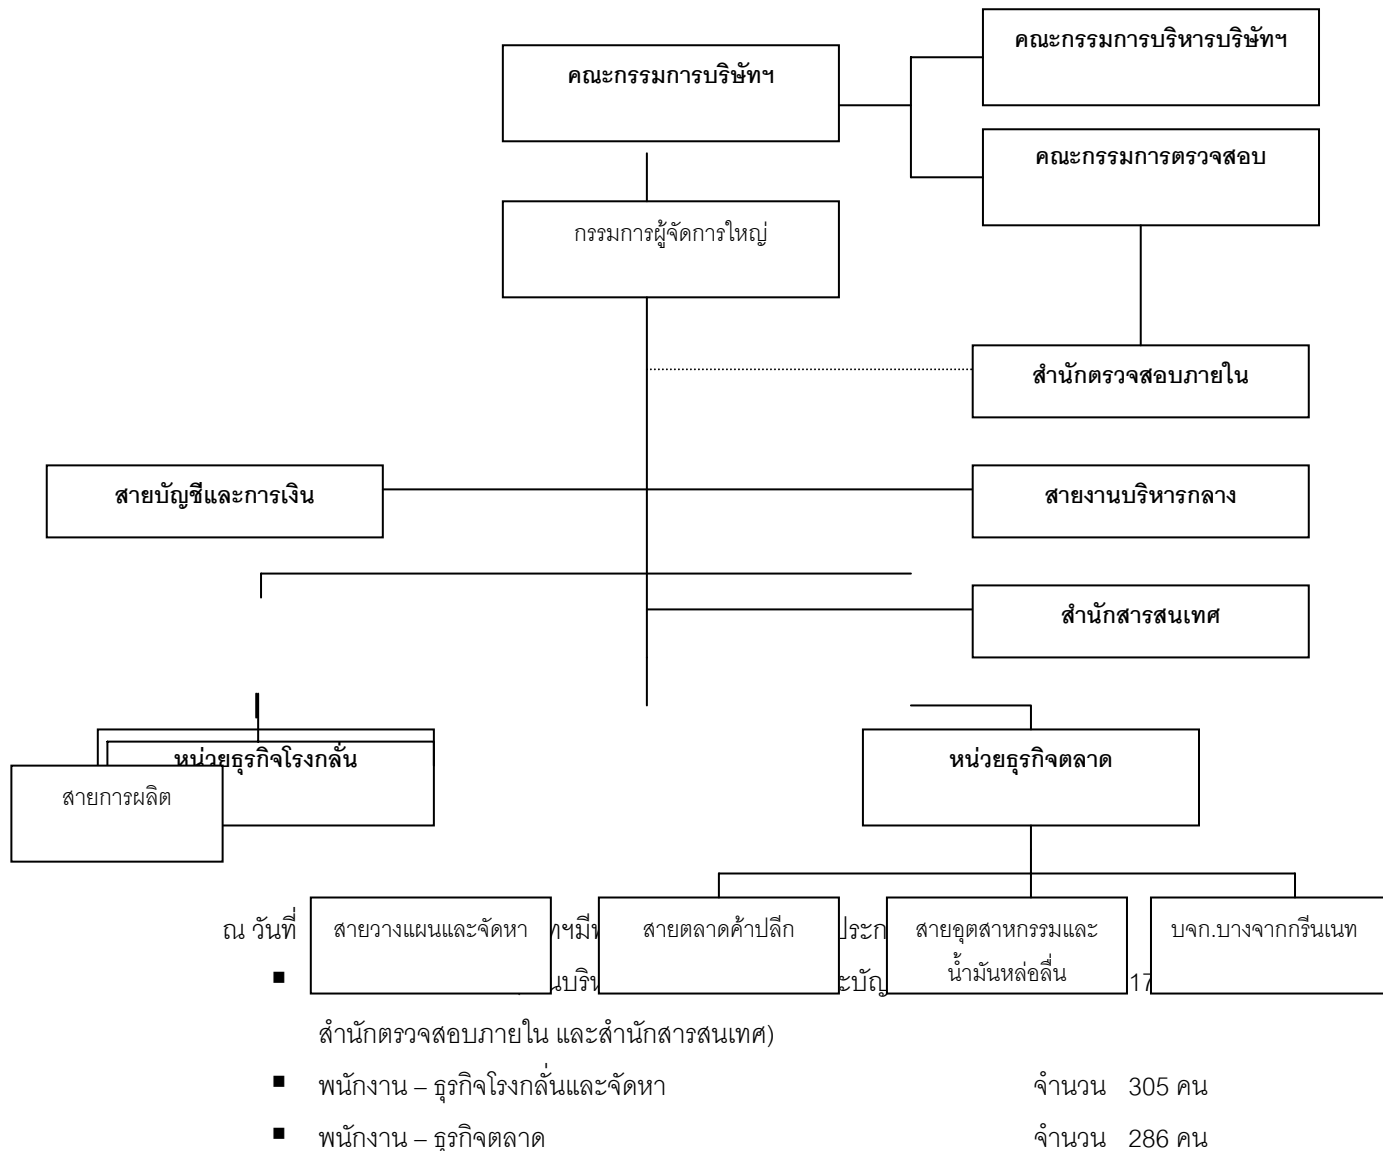 คณะกรรมการบริหารบริษัทฯ
คณะกรรมการบริษัทฯ
คณะกรรมการตรวจสอบ
กรรมการผู้จัดการใหญ่
สำนักตรวจสอบภายใน
สายบัญชีและการเงิน
สายงานบริหารกลาง
สำนักสารสนเทศ
หน่วยธุรกิจโรงกลั่น
หน่วยธุรกิจตลาด
สายการผลิต
สายวางแผนและจัดหา
สายตลาดค้าปลีก
สายอุตสาหกรรมและ
น้ำมันหล่อลื่น
บจก.บางจากกรีนเนท
ณ วันที่
สำนักตรวจสอบภายใน และสำนักสารสนเทศ)
พนักงาน – ธุรกิจโรงกลั่นและจัดหา จำนวน 305 คน
พนักงาน – ธุรกิจตลาด จำนวน 286 คน